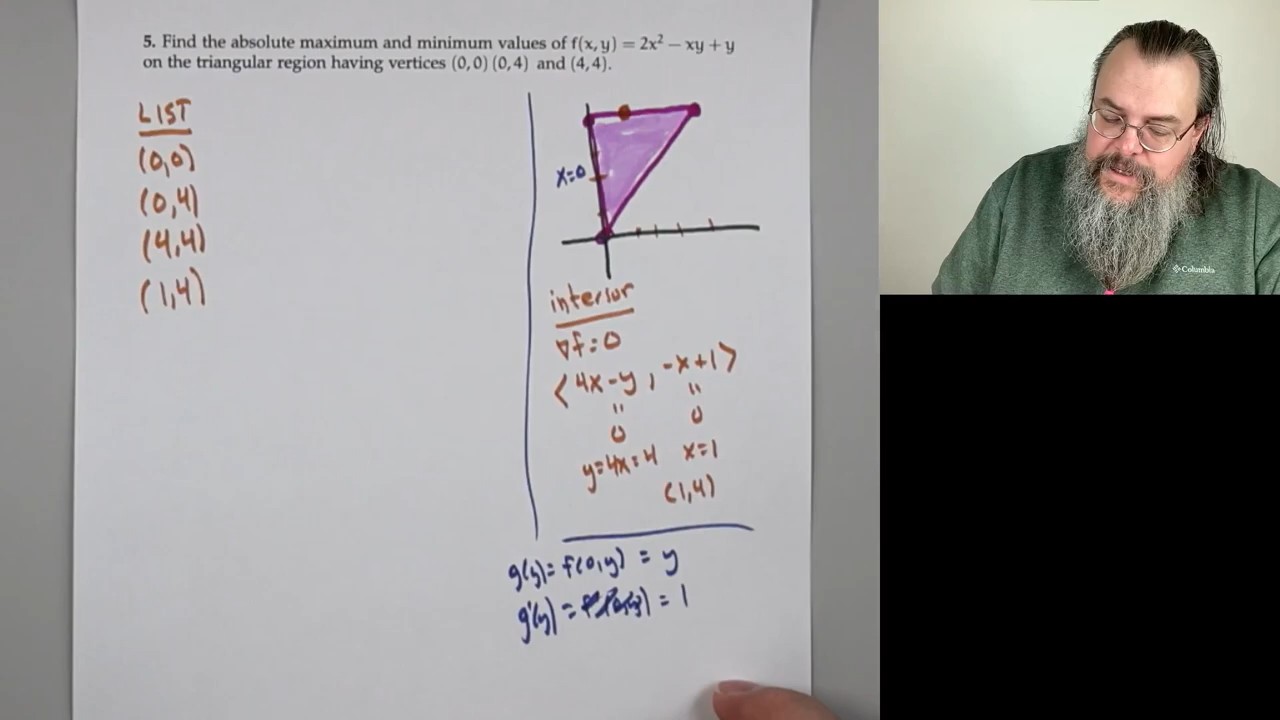 5. Find the absolute maximum and minimum values of f(x, y) = 2x² − xy + y
on the triangular region having vertices (0, 0) (0, 4) and (4, 4).
LIST
(0,0)
(0,4)
(4,4)
(1,4)
x=0
interior
∇f=0
⟨4x-y, -x+1⟩
" "
0 0
y=4x=4 x=1
(1,4)
g(y)=f(0,y) = y
g'(y) = = 1
Columbia